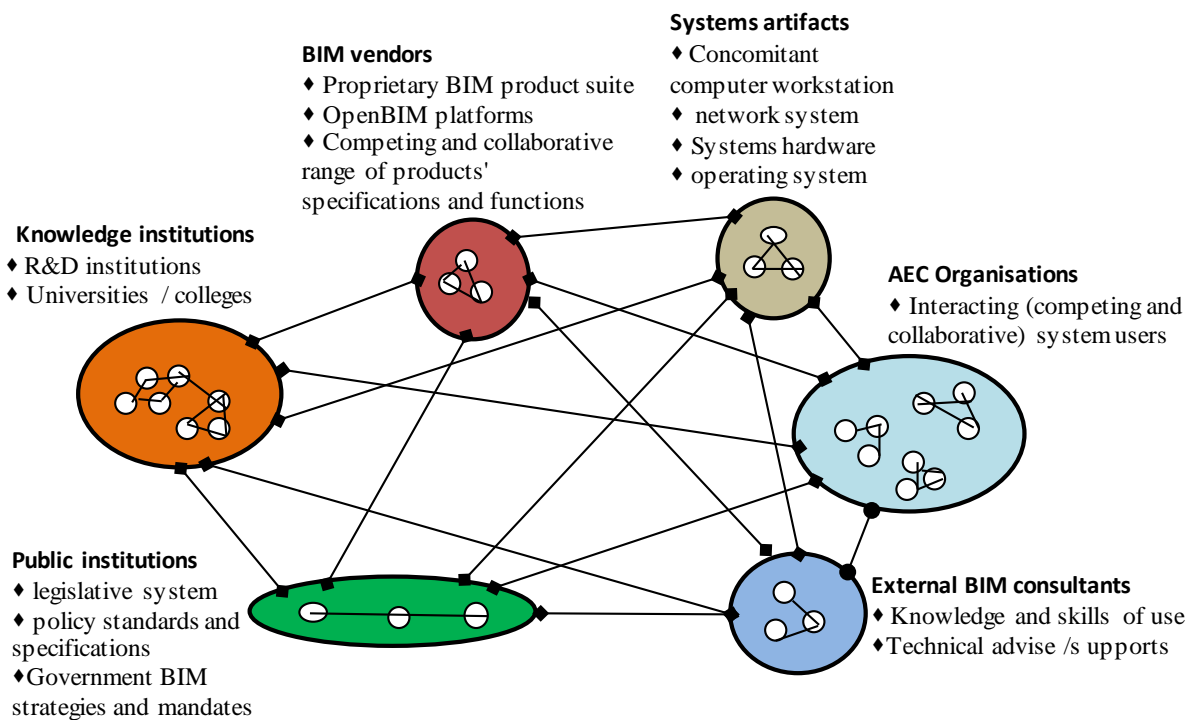 Systems artifacts
♦ Concomitant
computer workstation
♦ network system
♦ Systems hardware
♦ operating system
BIM vendors
♦ Proprietary BIM product suite
♦ OpenBIM platforms
♦ Competing and collaborative
range of products'
specifications and functions
Knowledge institutions
♦ R&D institutions
♦ Universities / colleges
AEC Organisations
♦ Interacting (competing and
collaborative) system users
Public institutions
♦ legislative system
♦ policy standards and
specifications
♦Government BIM
strategies and mandates
External BIM consultants
♦ Knowledge and skills of use
♦Technical advise /s upports